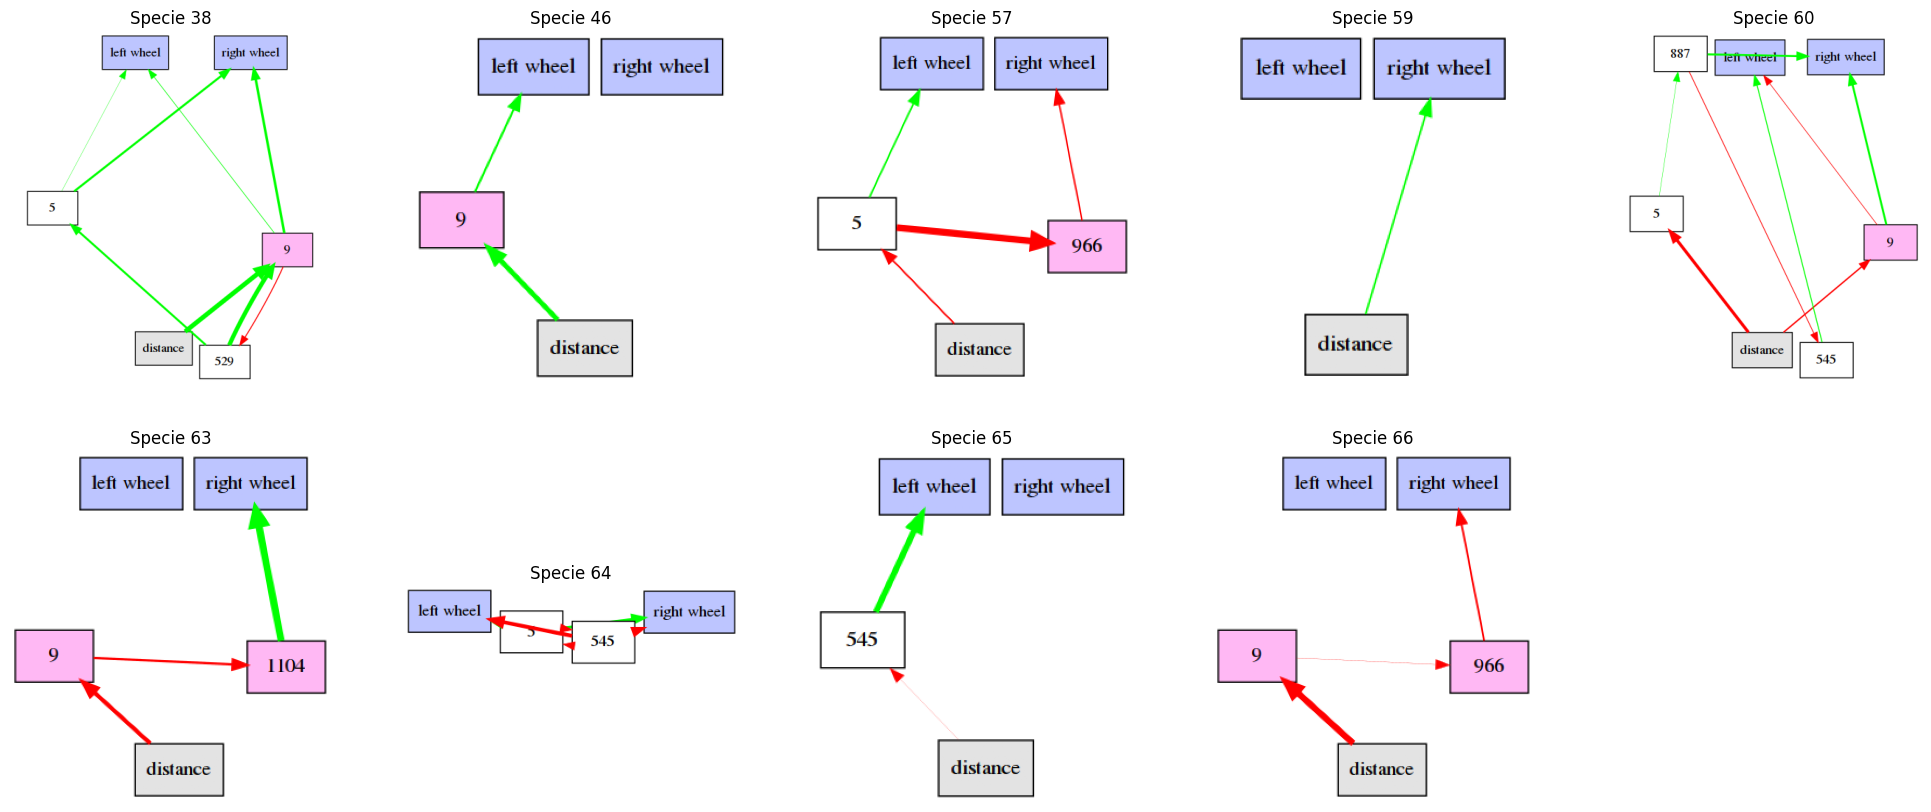 Specie 38
left wheel
right wheel
5
9
distance
529
Specie 46
left wheel
right wheel
9
distance
Specie 57
left wheel
right wheel
5
966
distance
Specie 59
left wheel
right wheel
distance
Specie 60
887
left wheel
right wheel
5
9
distance
545
Specie 63
left wheel
right wheel
9
1104
distance
Specie 64
left wheel
545
right wheel
Specie 65
left wheel
right wheel
545
distance
Specie 66
left wheel
right wheel
9
966
distance